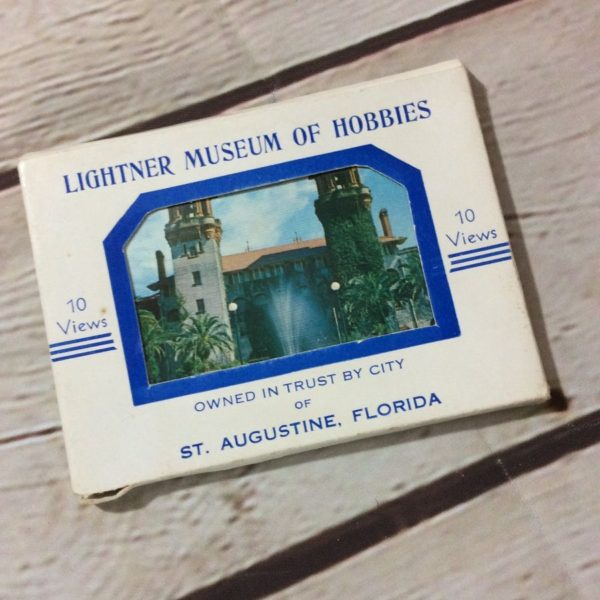 LIGHTNER MUSEUM OF HOBBIES
10
Views
10
Views
OWNED IN TRUST BY CITY
OF
ST. AUGUSTINE, FLORIDA